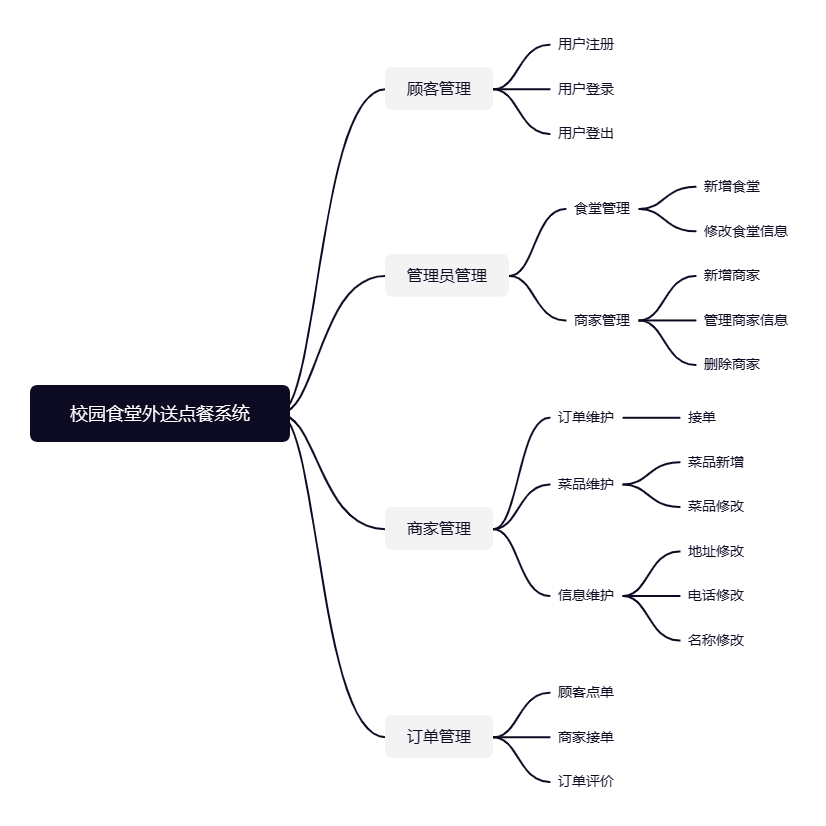 校园食堂外送点餐系统
顾客管理
用户注册
用户登录
用户登出
管理员管理
食堂管理
新增食堂
修改食堂信息
商家管理
新增商家
管理商家信息
删除商家
商家管理
订单维护
接单
菜品维护
菜品新增
菜品修改
信息维护
地址修改
电话修改
名称修改
订单管理
顾客点单
商家接单
订单评价